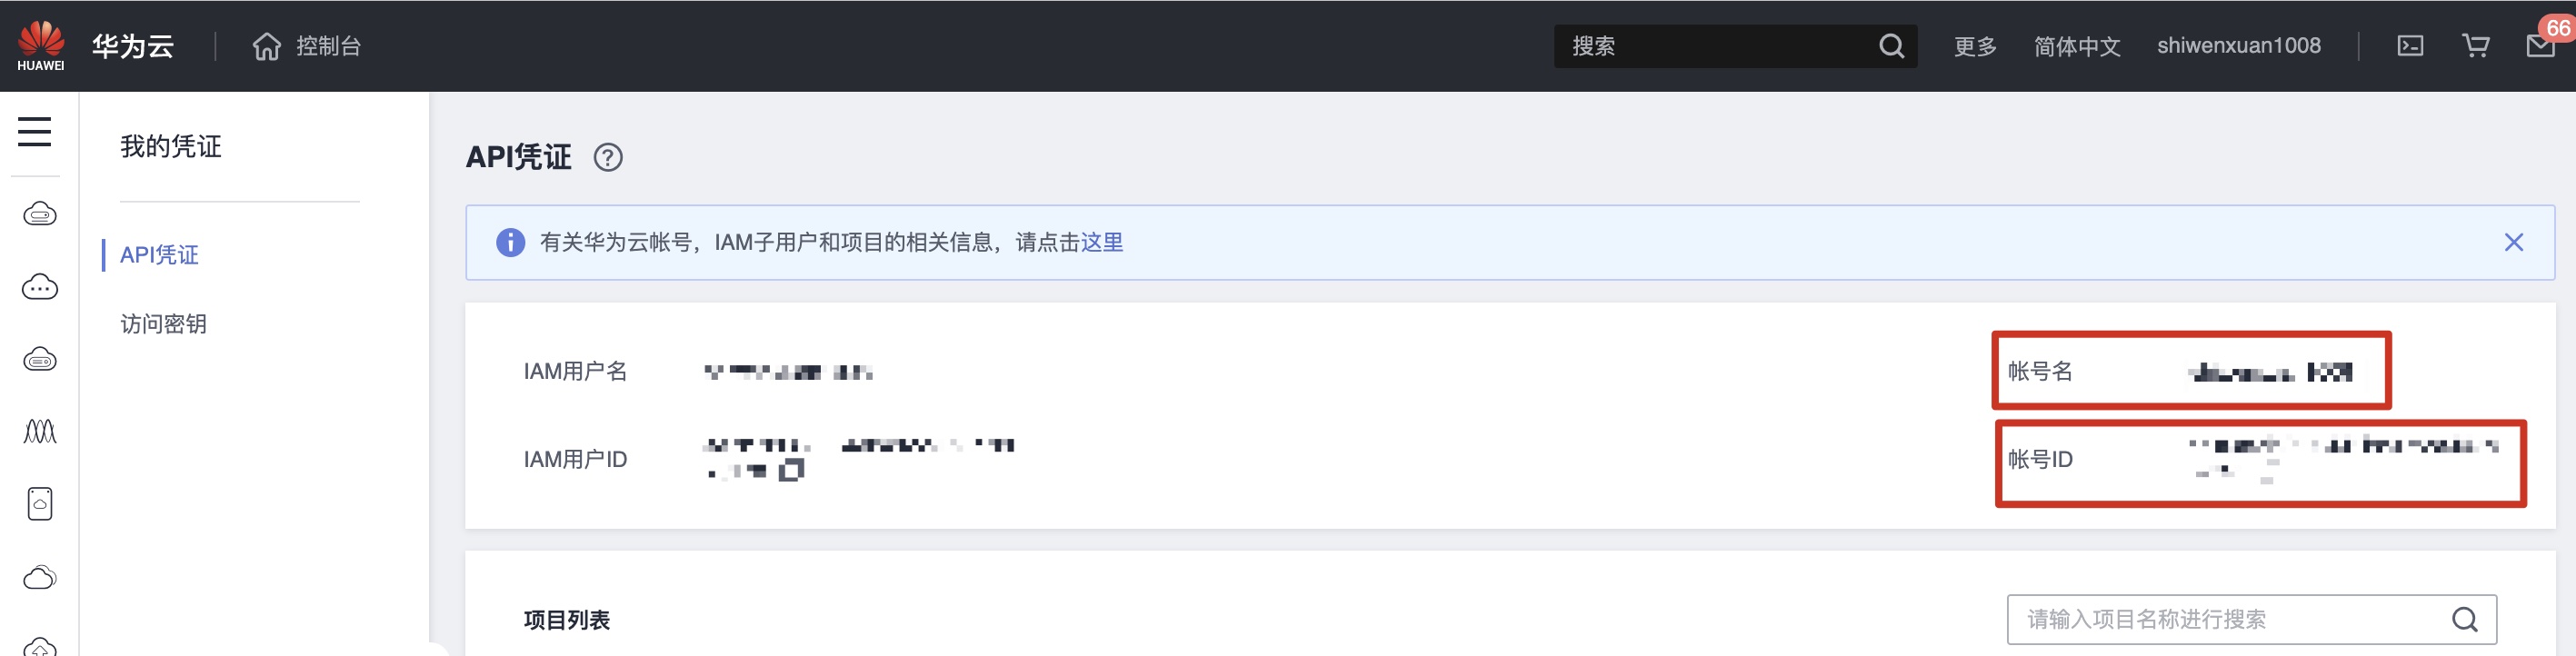 HUAWEI
华为云
控制台
搜索
更多
简体中文
shiwenxuan1008
66
我的凭证
API凭证
访问密钥
API凭证
有关华为云帐号，IAM子用户和项目的相关信息，请点击这里
IAM用户名
帐号名
IAM用户ID
帐号ID
项目列表
请输入项目名称进行搜索